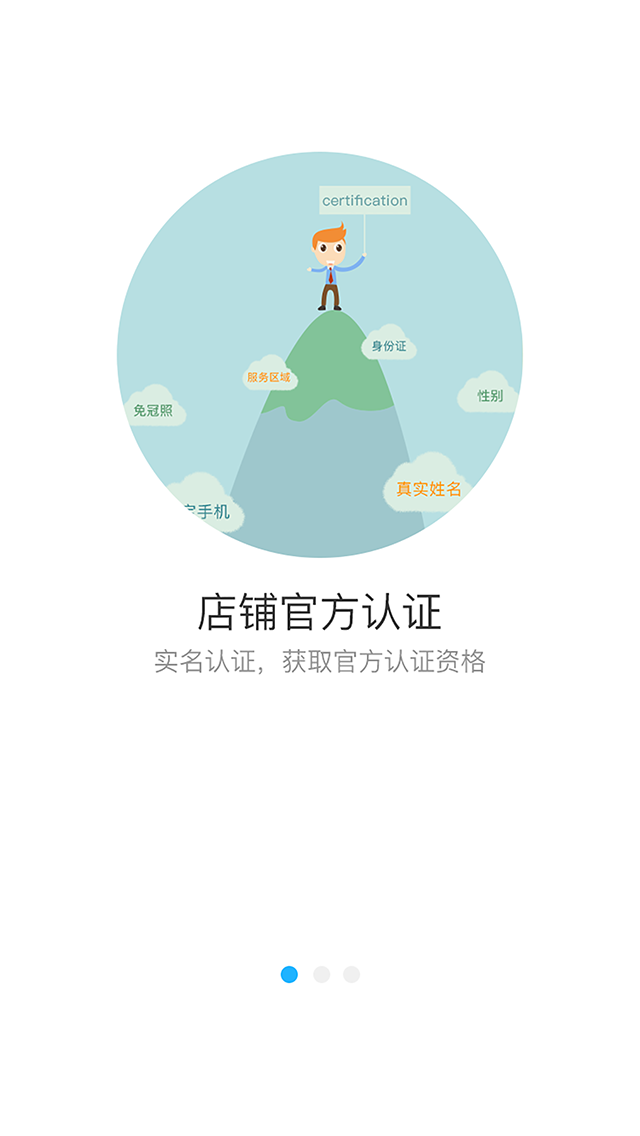 certification
身份证
服务区域
性别
免冠照
真实姓名
手机
店铺官方认证
实名认证，获取官方认证资格